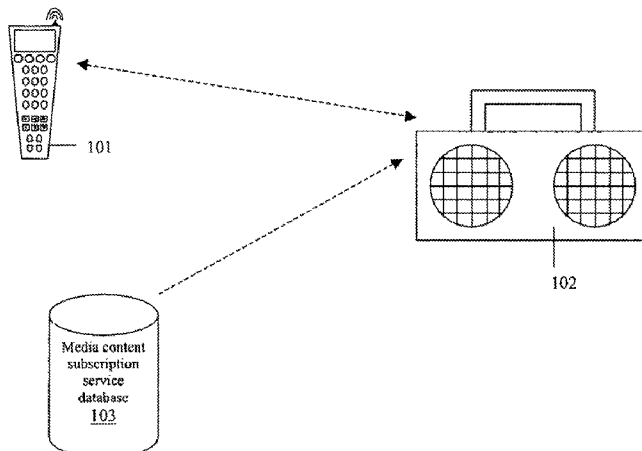 101
102
Media content
subscription
service
database
103